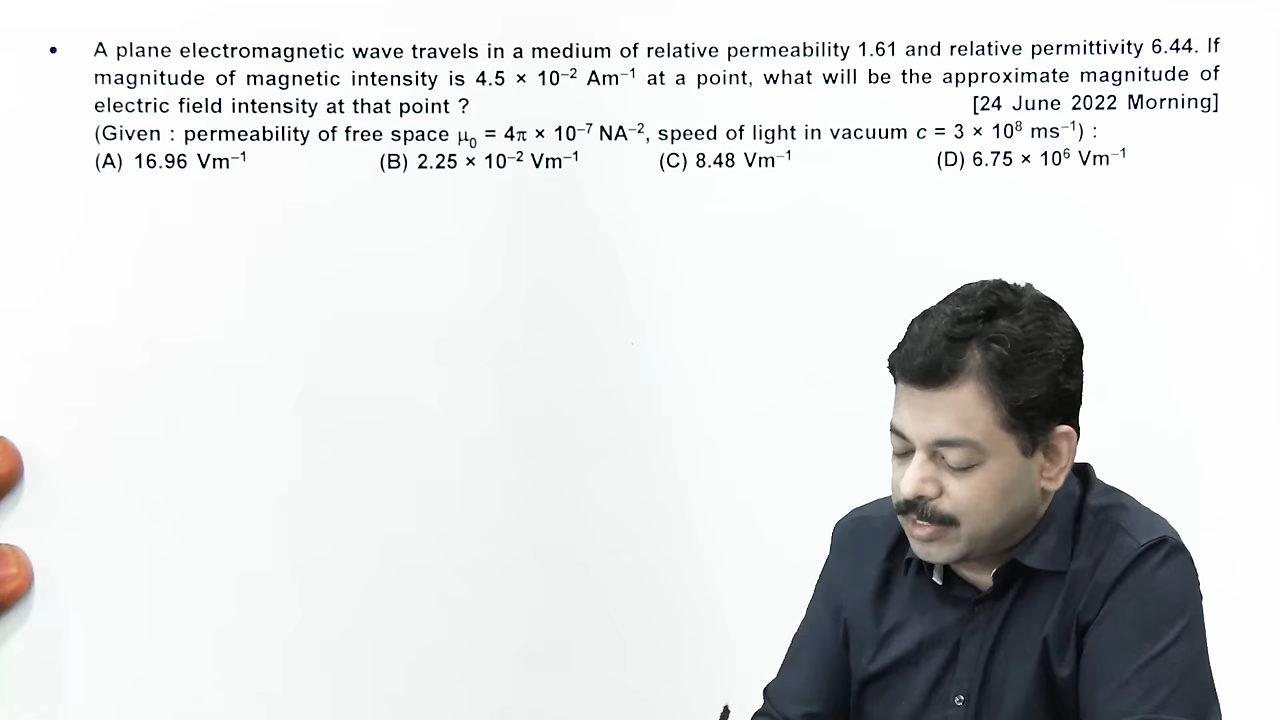 • A plane electromagnetic wave travels in a medium of relative permeability 1.61 and relative permittivity 6.44. If
magnitude of magnetic intensity is 4.5 × 10⁻² Am⁻¹ at a point, what will be the approximate magnitude of
electric field intensity at that point ? [24 June 2022 Morning]
(Given : permeability of free space μ₀ = 4π × 10⁻⁷ NA⁻², speed of light in vacuum c = 3 × 10⁸ ms⁻¹) :
(A) 16.96 Vm⁻¹ (B) 2.25 × 10⁻² Vm⁻¹ (C) 8.48 Vm⁻¹ (D) 6.75 × 10⁶ Vm⁻¹